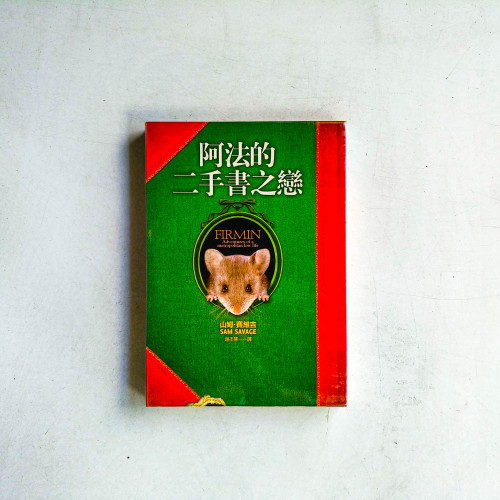 阿法的
二手書之戀
FIRMIN
Adventures of a
metropolitan low life
山姆·賽維吉
SAM SAVAGE